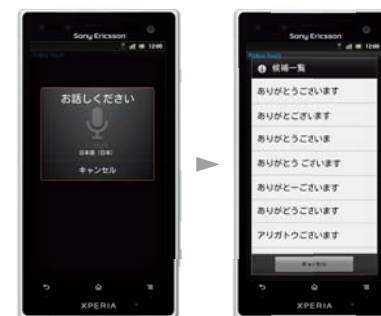 Sony Ericsson
12:00
お話しください
日本語（日本）
キャンセル
XPERIA
Sony Ericsson
12:00
候補一覧
ありがとうございます
ありがとございます
ありがとうございま
ありがとう ございます
ありがとーございます
ありがどうございます
アリガトウございます
キャンセル
XPERIA